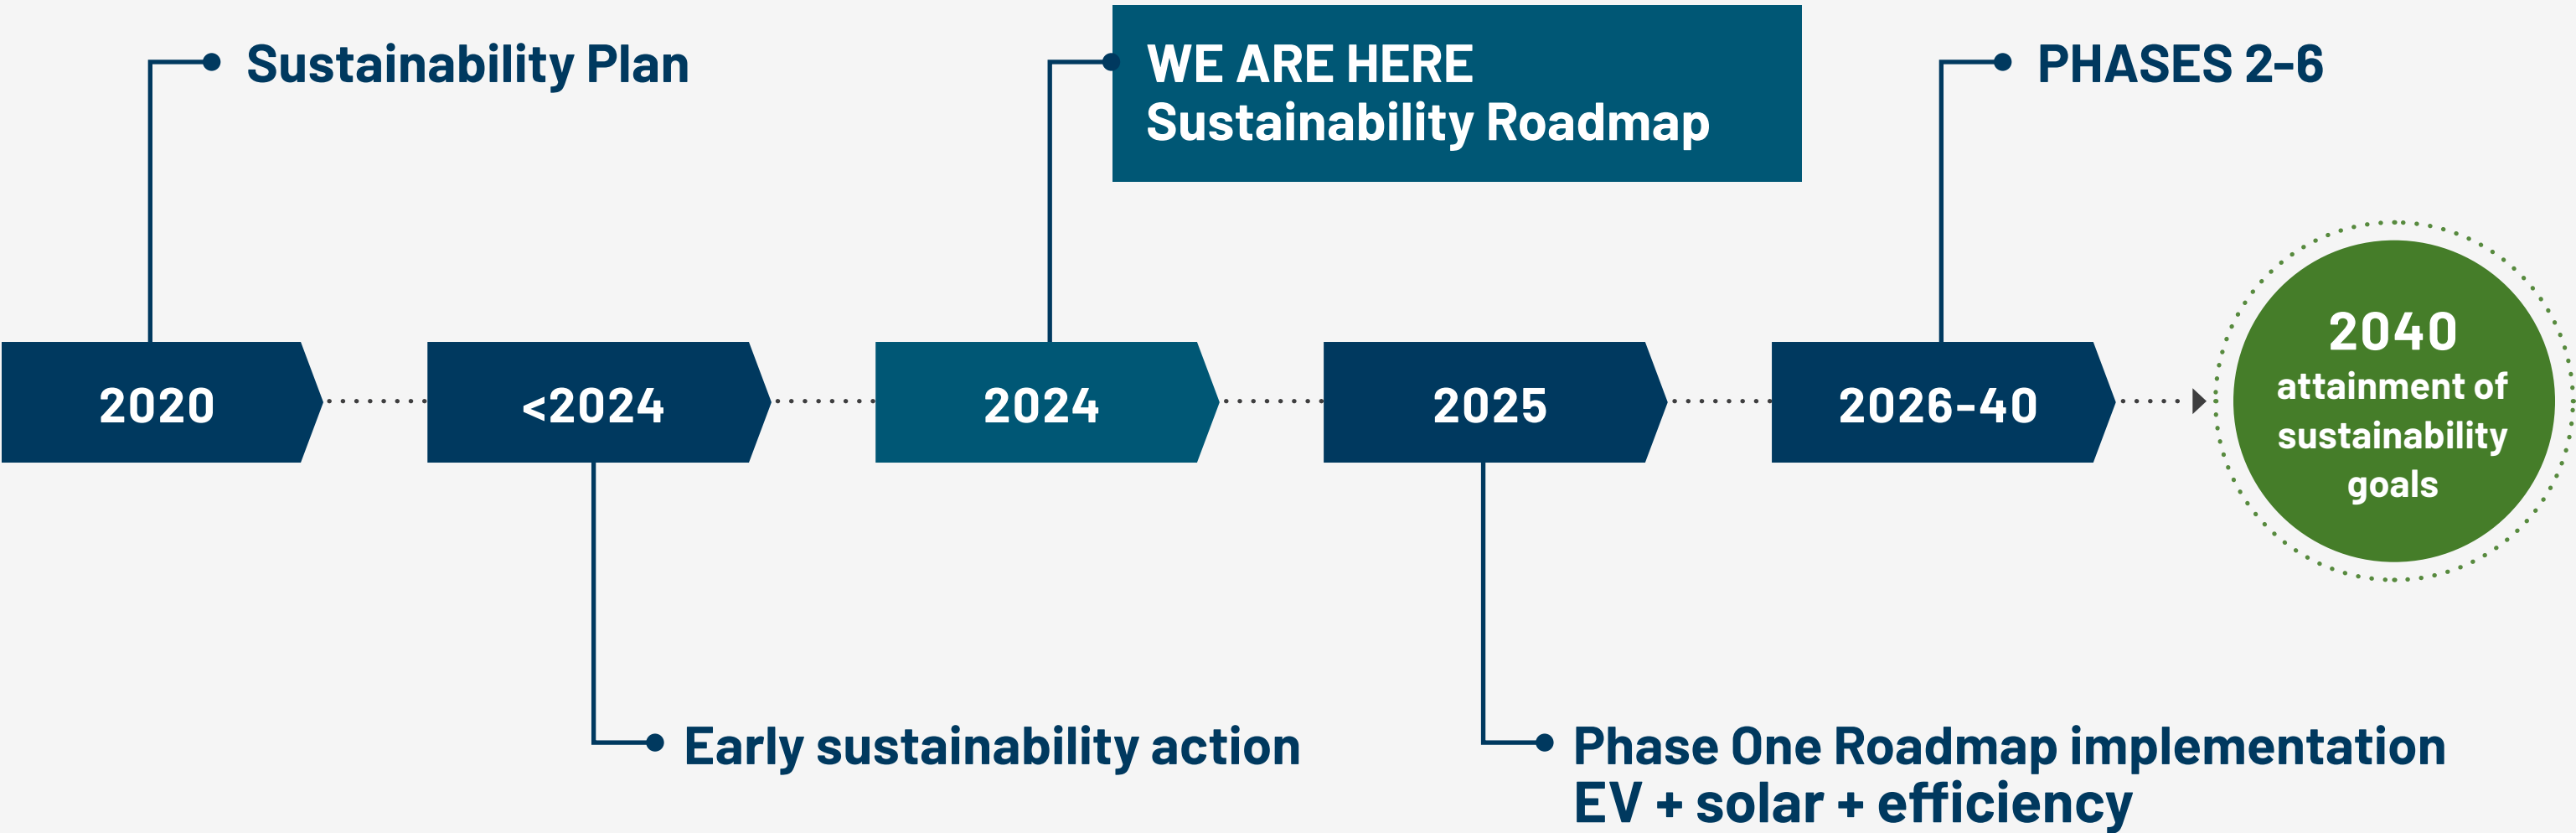 Sustainability Plan
WE ARE HERE
Sustainability Roadmap
PHASES 2-6
2020
<2024
2024
2025
2026-40
2040
attainment of
sustainability
goals
Early sustainability action
Phase One Roadmap implementation
EV + solar + efficiency